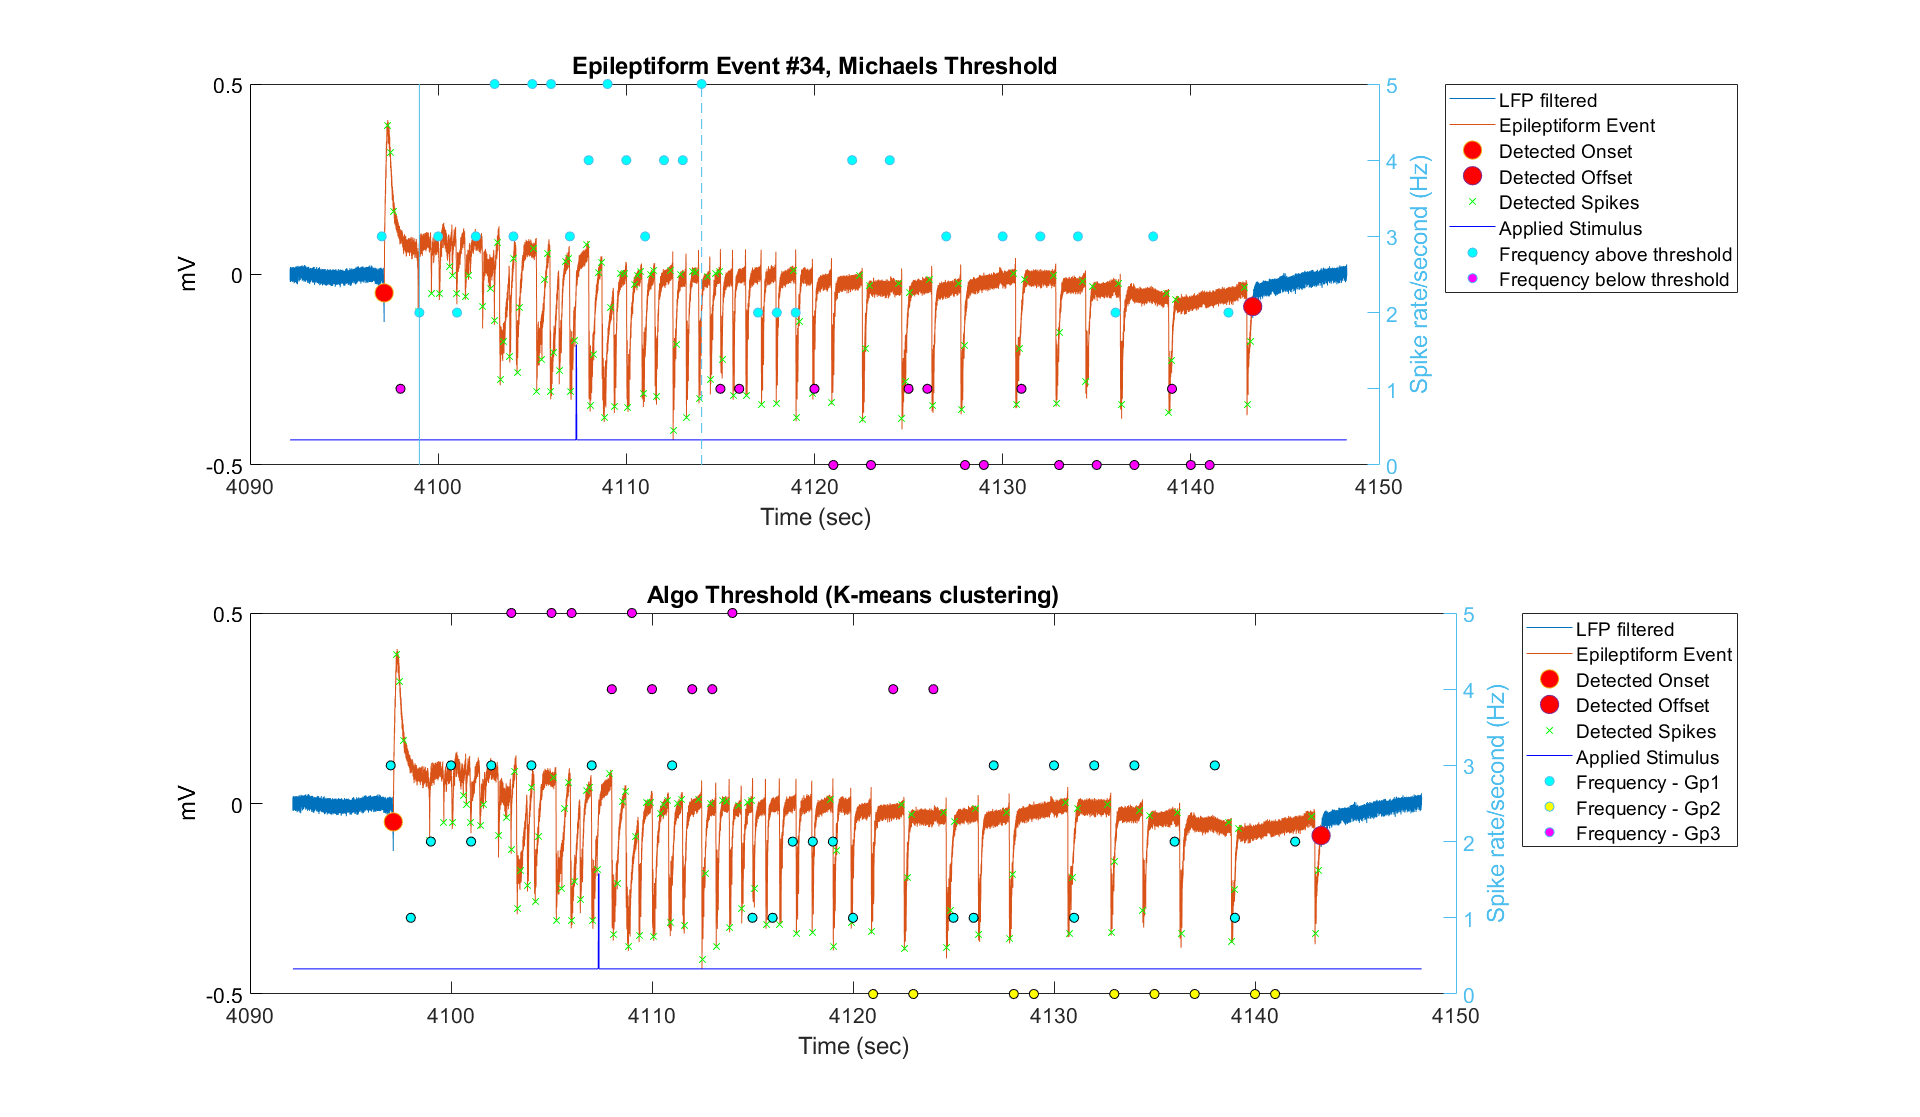 Epileptiform Event #34, Michaels Threshold
0.5
0
-0.5
mV
4090
4100
4110
4120
4130
4140
4150
Time (sec)
5
4
3
2
1
0
Spike rate/second (Hz)
LFP filtered
Epileptiform Event
Detected Onset
Detected Offset
Detected Spikes
Applied Stimulus
Frequency above threshold
Frequency below threshold
Algo Threshold (K-means clustering)
0.5
0
-0.5
mV
4090
4100
4110
4120
4130
4140
4150
Time (sec)
5
4
3
2
1
0
Spike rate/second (Hz)
LFP filtered
Epileptiform Event
Detected Onset
Detected Offset
Detected Spikes
Applied Stimulus
Frequency - Gp1
Frequency - Gp2
Frequency - Gp3